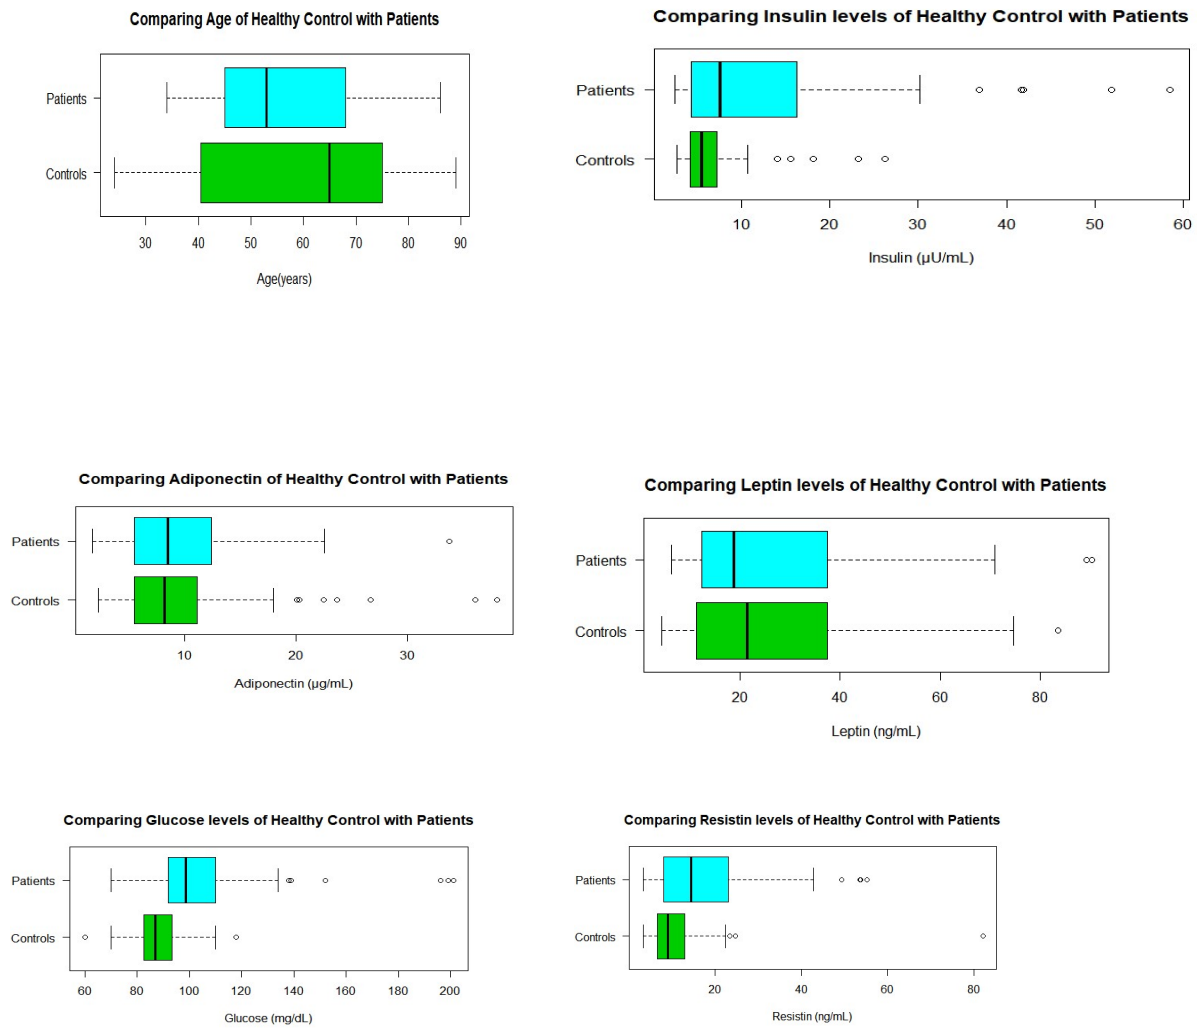 Comparing Age of Healthy Control with Patients
Patients
Controls
30 40 50 60 70 80 90
Age(years)
Comparing Insulin levels of Healthy Control with Patients
Patients
Controls
10 20 30 40 50 60
Insulin (µU/mL)
Comparing Adiponectin of Healthy Control with Patients
Patients
Controls
10 20 30
Adiponectin (µg/mL)
Comparing Leptin levels of Healthy Control with Patients
Patients
Controls
20 40 60 80
Leptin (ng/mL)
Comparing Glucose levels of Healthy Control with Patients
Patients
Controls
60 80 100 120 140 160 180 200
Glucose (mg/dL)
Comparing Resistin levels of Healthy Control with Patients
Patients
Controls
20 40 60 80
Resistin (ng/mL)